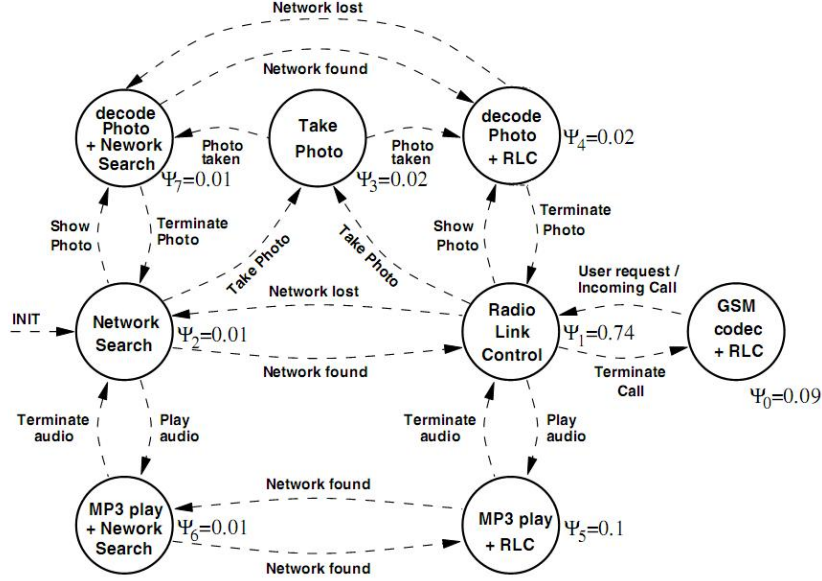 Network lost
Network found
decode
Photo
+ Nework
Search
Ψ7=0.01
Photo
taken
Take
Photo
Ψ3=0.02
Photo
taken
decode
Photo
+ RLC
Ψ4=0.02
Show
Photo
Terminate
Photo
Take Photo
Take Photo
Show
Photo
Terminate
Photo
User request /
Incoming Call
INIT
Network
Search
Ψ2=0.01
Network lost
Network found
Radio
Link
Control
Ψ1=0.74
Terminate
Call
GSM
codec
+ RLC
Ψ0=0.09
Terminate
audio
Play
audio
Terminate
audio
Play
audio
MP3 play
+ Nework
Search
Ψ6=0.01
Network found
Network found
MP3 play
+ RLC
Ψ5=0.1